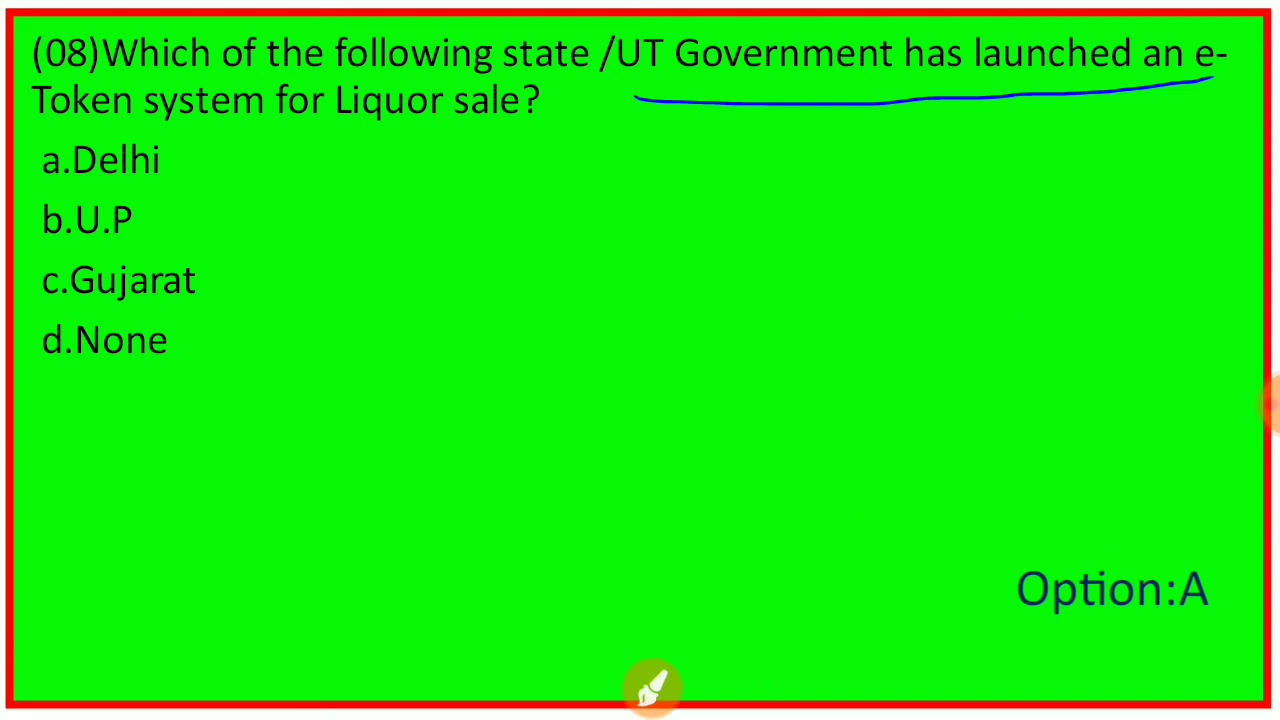 (08)Which of the following state /UT Government has launched an e-
Token system for Liquor sale?
a.Delhi
b.U.P
c.Gujarat
d.None
Option:A